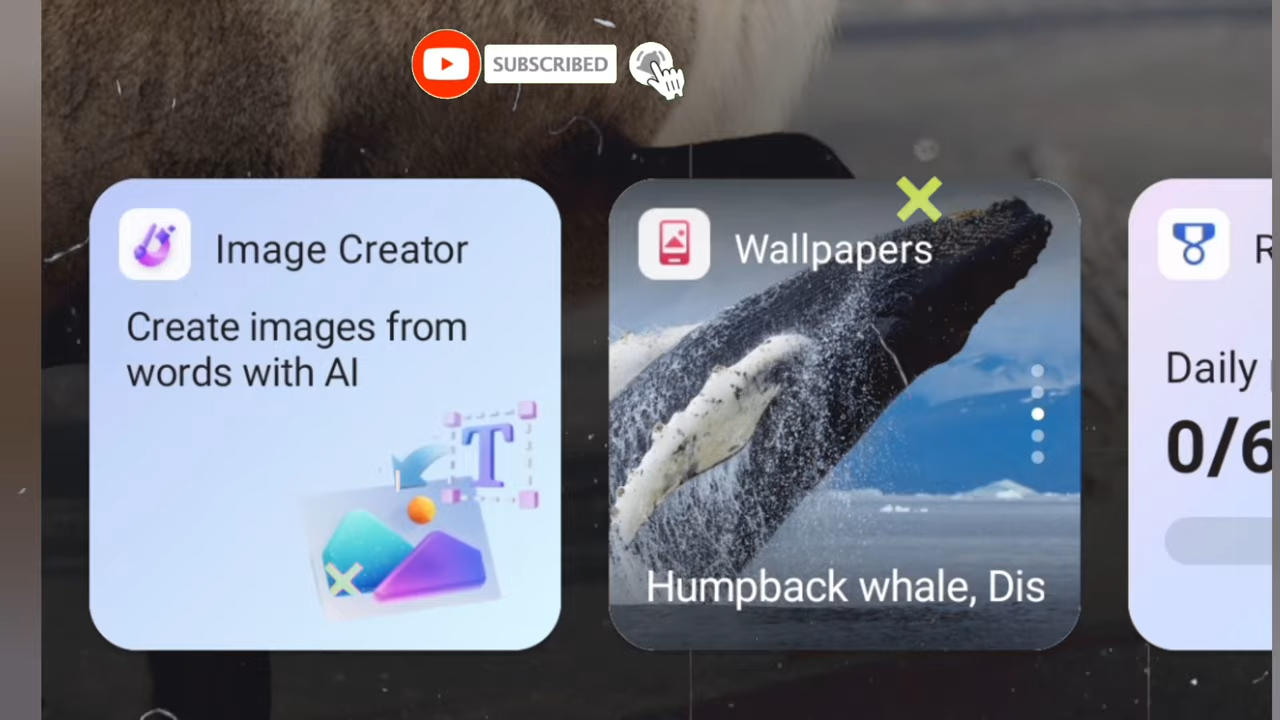 SUBSCRIBED
Image Creator
Create images from
words with AI
T
Wallpapers
Humpback whale, Dis
R
Daily
0/6